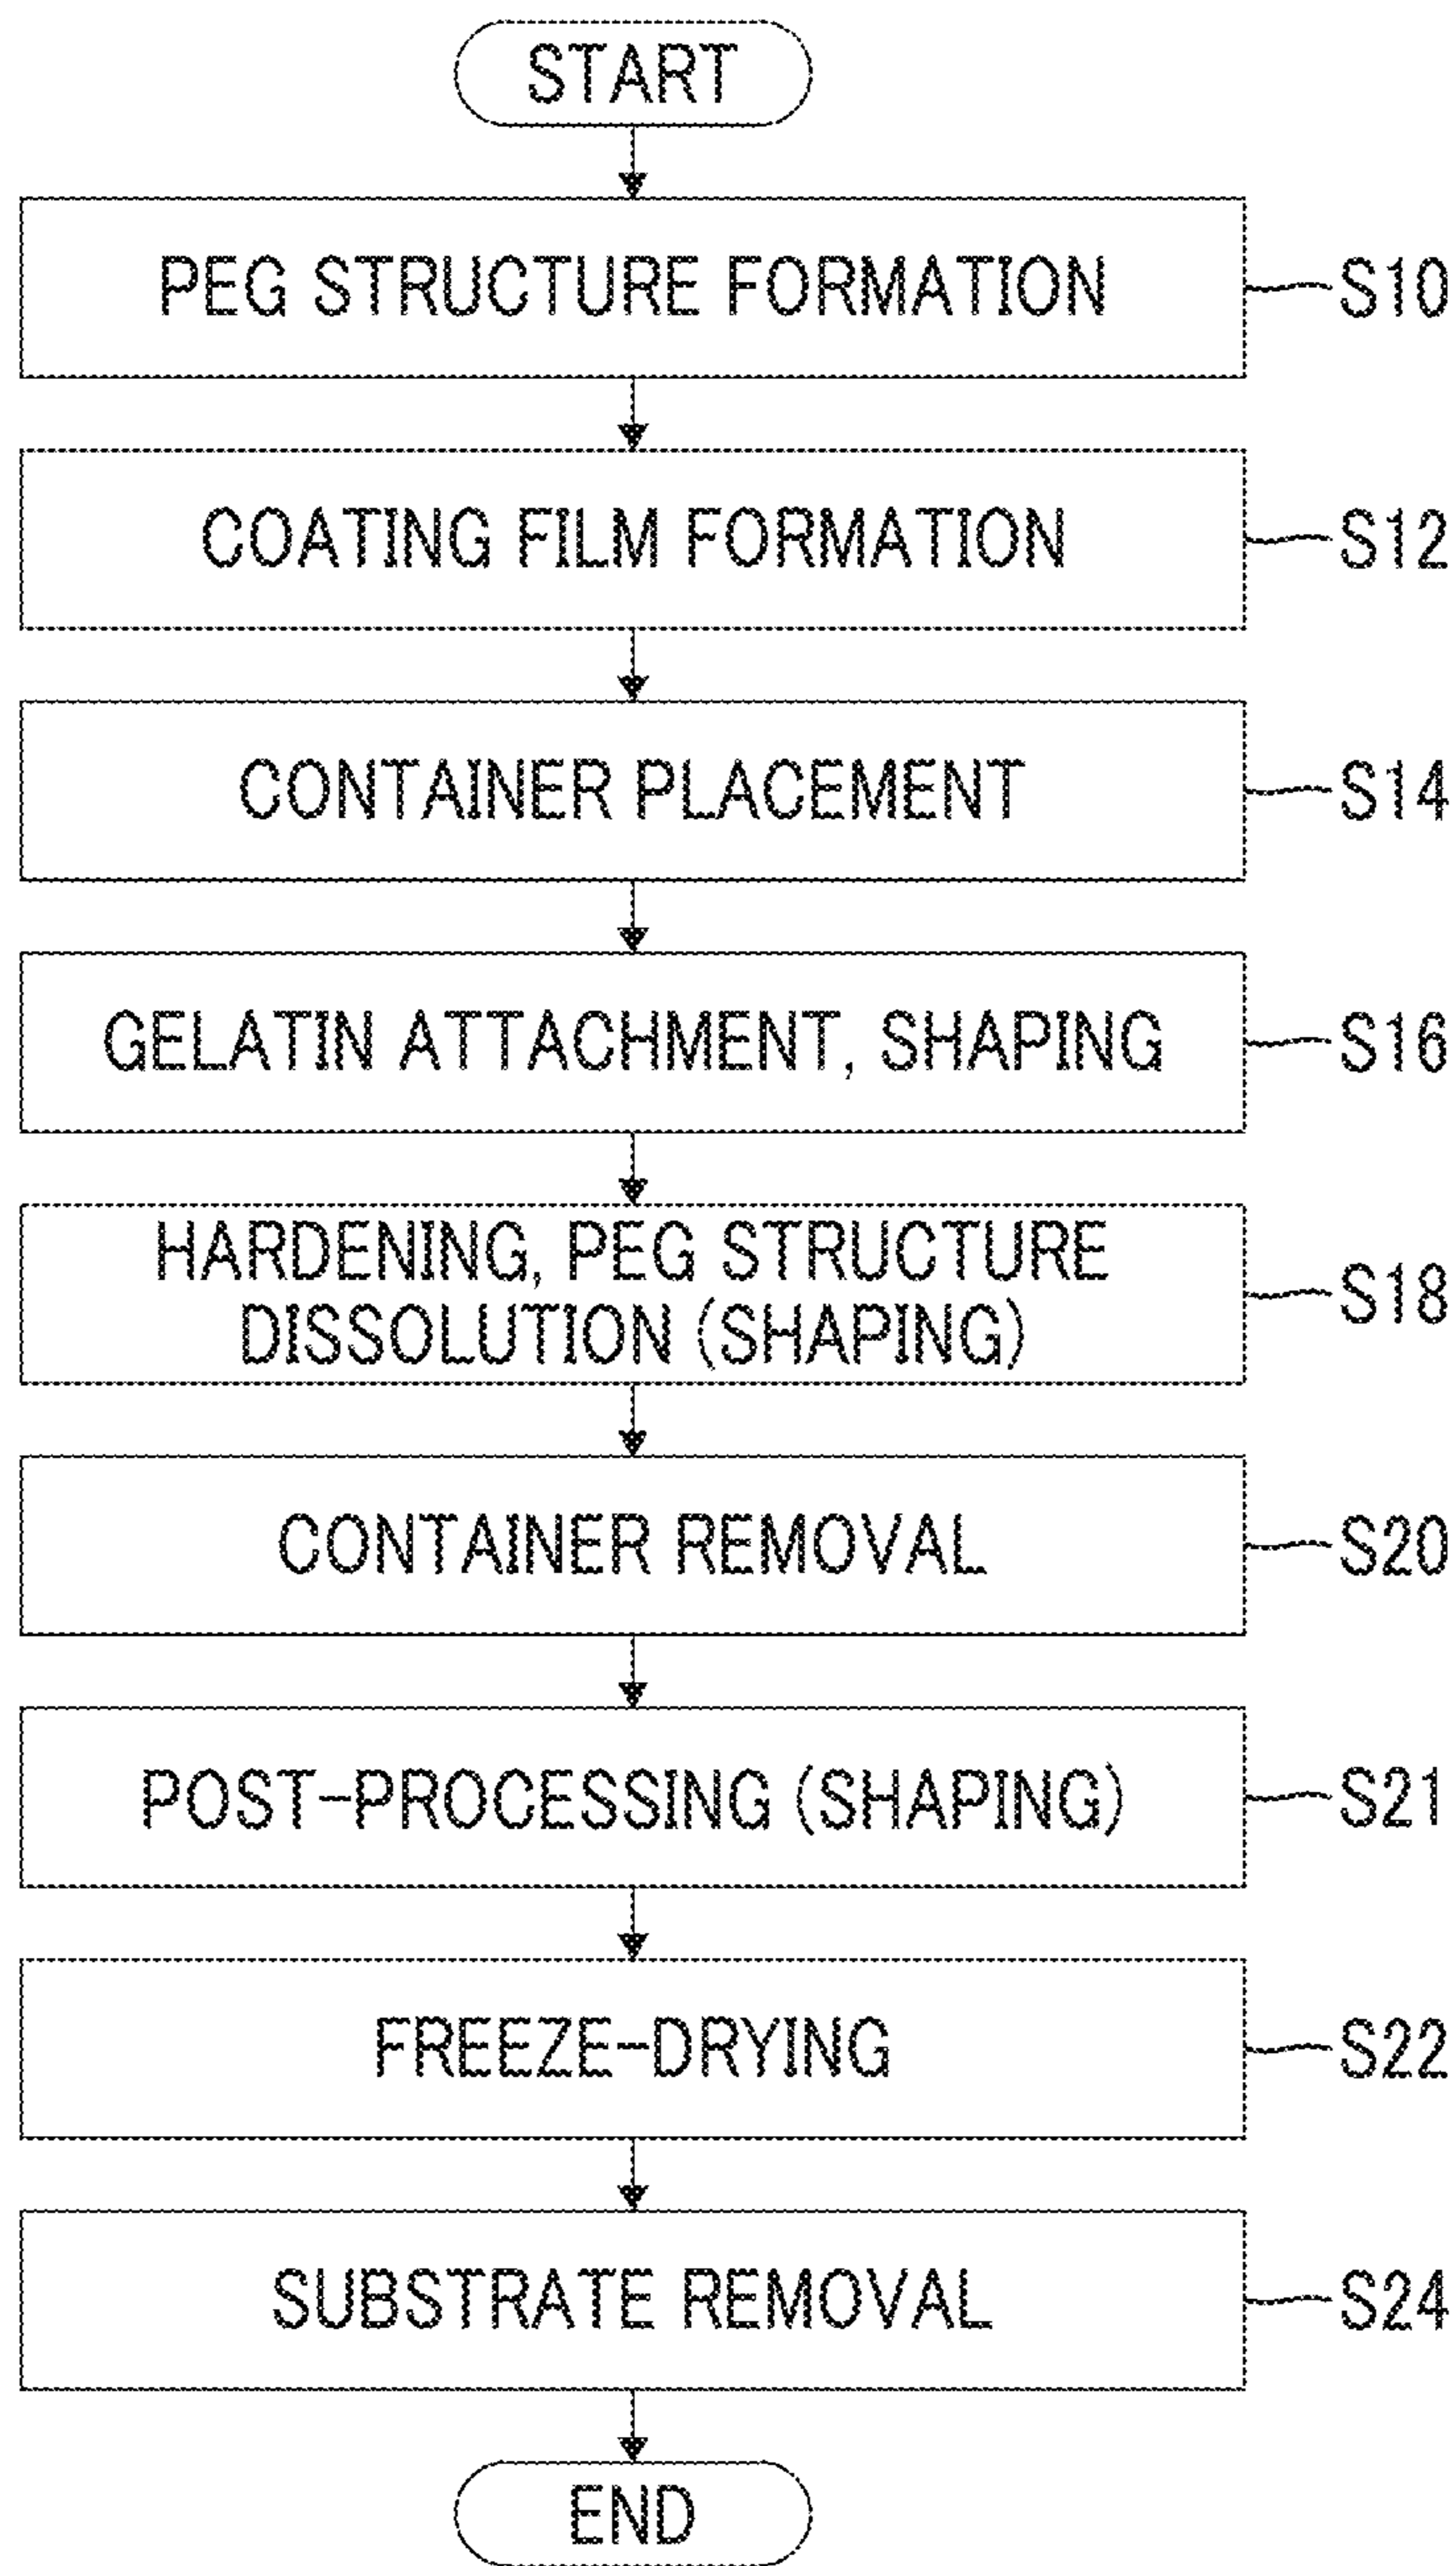 START
PEG STRUCTURE FORMATION
S10
COATING FILM FORMATION
S12
CONTAINER PLACEMENT
S14
GELATIN ATTACHMENT, SHAPING
S16
HARDENING, PEG STRUCTURE
DISSOLUTION (SHAPING)
S18
CONTAINER REMOVAL
S20
POST-PROCESSING (SHAPING)
S21
FREEZE-DRYING
S22
SUBSTRATE REMOVAL
S24
END